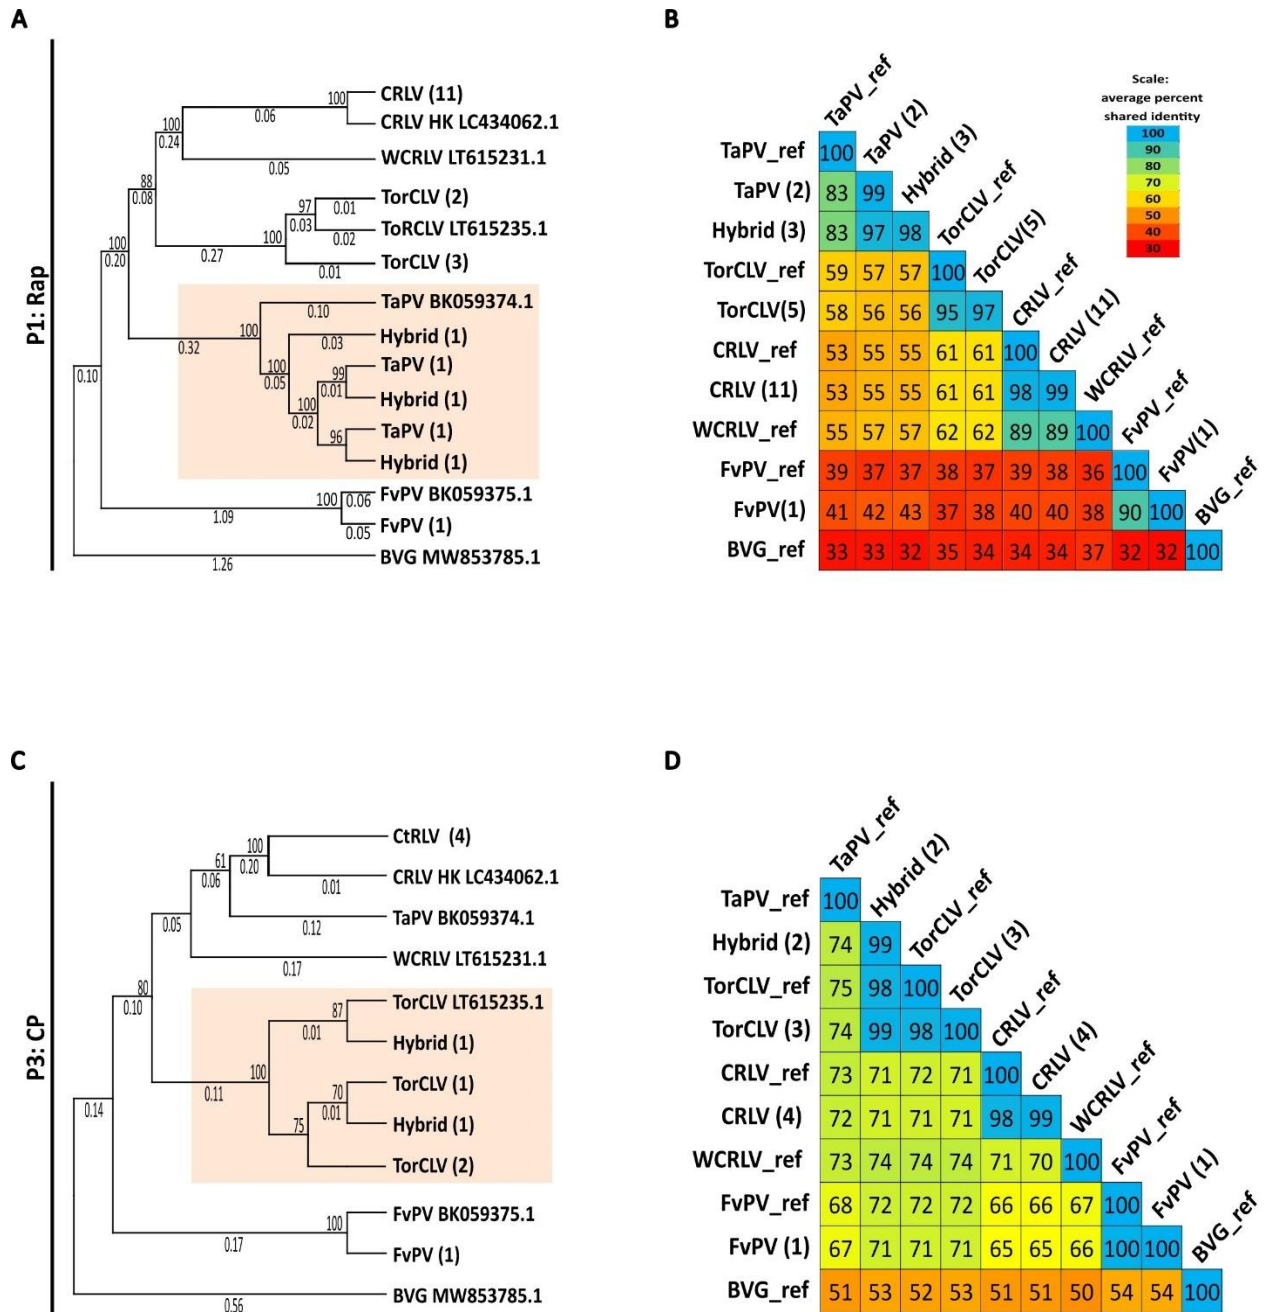 A
P1: Rap
CRLV (11)
CRLV HK LC434062.1
WCRLV LT615231.1
TorCLV (2)
ToRCLV LT615235.1
TorCLV (3)
TaPV BK059374.1
Hybrid (1)
TaPV (1)
Hybrid (1)
TaPV (1)
Hybrid (1)
FvPV BK059375.1
FvPV (1)
BVG MW853785.1
100
0.06
100
0.24
0.05
88
0.08
97
0.01
0.03
0.02
100
0.27
0.01
100
0.20
0.10
100
0.32
0.03
100
0.05
99
0.01
100
0.02
96
0.10
100
0.06
1.09
0.05
1.26
B
TaPV_ref
TaPV (2)
Hybrid (3)
TorCLV_ref
TorCLV(5)
CRLV_ref
CRLV (11)
WCRLV_ref
FvPV_ref
FvPV(1)
BVG_ref
Scale:
average percent
shared identity
100
90
80
70
60
50
40
30
TaPV_ref 100
TaPV (2) 83 99
Hybrid (3) 83 97 98
TorCLV_ref 59 57 57 100
TorCLV(5) 58 56 56 95 97
CRLV_ref 53 55 55 61 61 100
CRLV (11) 53 55 55 61 61 98 99
WCRLV_ref 55 57 57 62 62 89 89 100
FvPV_ref 39 37 37 38 37 39 38 36 100
FvPV(1) 41 42 43 37 38 40 40 38 90 100
BVG_ref 33 33 32 35 34 34 34 37 32 32 100
C
P3: CP
CtRLV (4)
CRLV HK LC434062.1
TaPV BK059374.1
WCRLV LT615231.1
TorCLV LT615235.1
Hybrid (1)
TorCLV (1)
Hybrid (1)
TorCLV (2)
FvPV BK059375.1
FvPV (1)
BVG MW853785.1
100
0.20
0.01
61
0.06
0.12
0.05
0.17
80
0.10
87
0.01
100
0.11
70
0.01
75
0.14
100
0.17
0.56
D
TaPV_ref
Hybrid (2)
TorCLV_ref
TorCLV (3)
CRLV_ref
CRLV (4)
WCRLV_ref
FvPV_ref
FvPV (1)
BVG_ref
TaPV_ref 100
Hybrid (2) 74 99
TorCLV_ref 75 98 100
TorCLV (3) 74 99 98 100
CRLV_ref 73 71 72 71 100
CRLV (4) 72 71 71 71 98 99
WCRLV_ref 73 74 74 74 71 70 100
FvPV_ref 68 72 72 72 66 66 67 100
FvPV (1) 67 71 71 71 65 65 66 100 100
BVG_ref 51 53 52 53 51 51 50 54 54 100